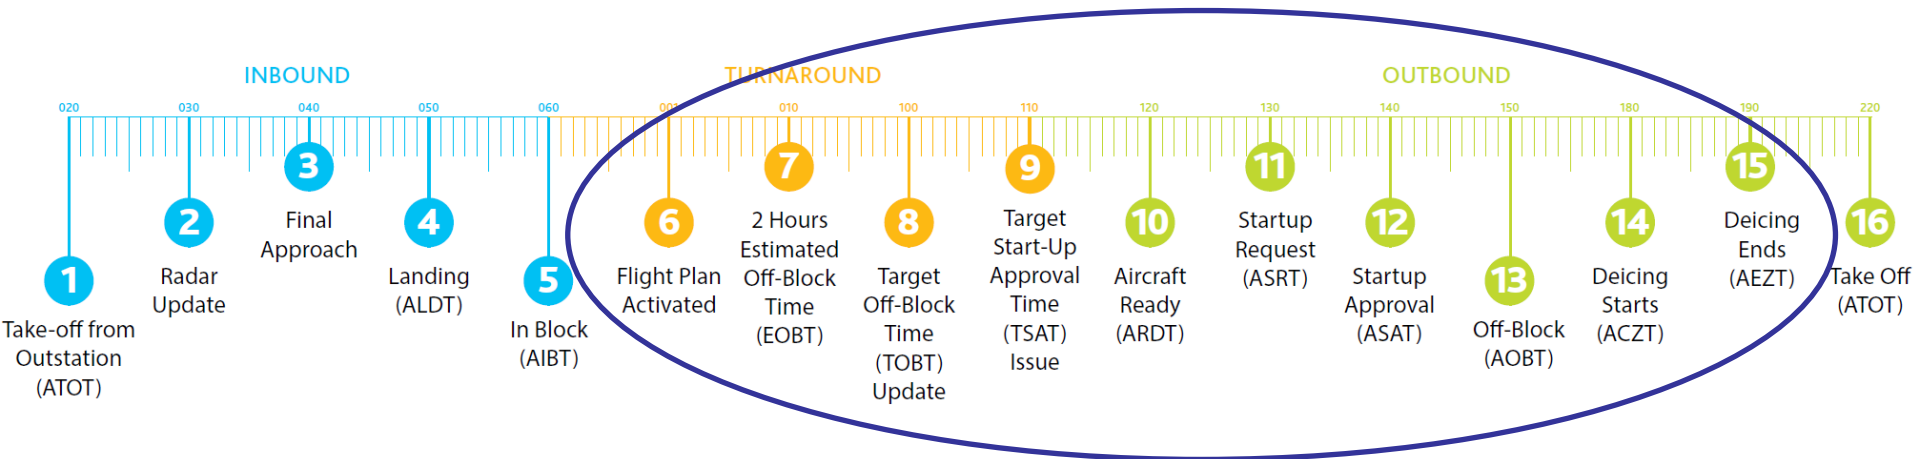 INBOUND
TURNAROUND
OUTBOUND
020
030
040
050
060
001
010
100
110
120
130
140
150
180
190
220
1
Take-off from
Outstation
(ATOT)
2
Radar
Update
3
Final
Approach
4
Landing
(ALDT)
5
In Block
(AIBT)
6
Flight Plan
Activated
7
2 Hours
Estimated
Off-Block
Time
(EOBT)
8
Target
Off-Block
Time
(TOBT)
Update
9
Target
Start-Up
Approval
Time
(TSAT)
Issue
10
Aircraft
Ready
(ARDT)
11
Startup
Request
(ASRT)
12
Startup
Approval
(ASAT)
13
Off-Block
(AOBT)
14
Deicing
Starts
(ACZT)
15
Deicing
Ends
(AEZT)
16
Take Off
(ATOT)